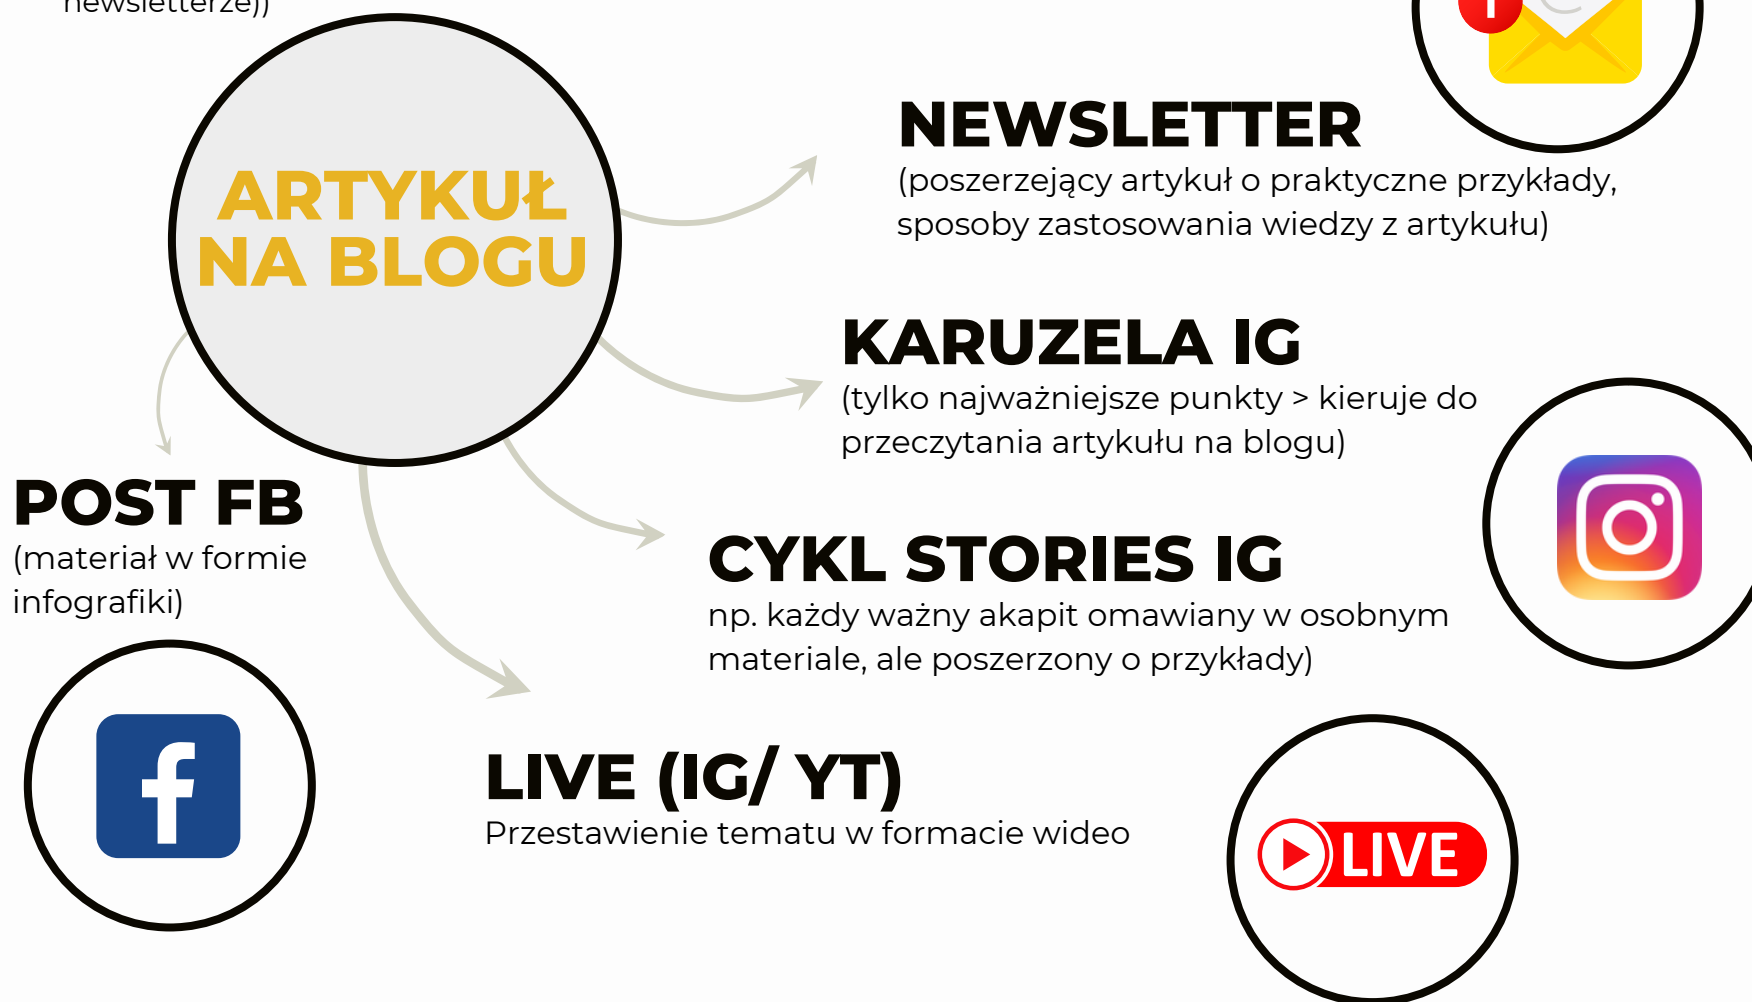 newsletterze))
ARTYKUŁ
NA BLOGU
NEWSLETTER
(poszerzejący artykuł o praktyczne przykłady,
sposoby zastosowania wiedzy z artykułu)
KARUZELA IG
(tylko najważniejsze punkty > kieruje do
przeczytania artykułu na blogu)
POST FB
(materiał w formie
infografiki)
CYKL STORIES IG
np. każdy ważny akapit omawiany w osobnym
materiale, ale poszerzony o przykłady)
LIVE (IG/ YT)
Przestawienie tematu w formacie wideo
LIVE